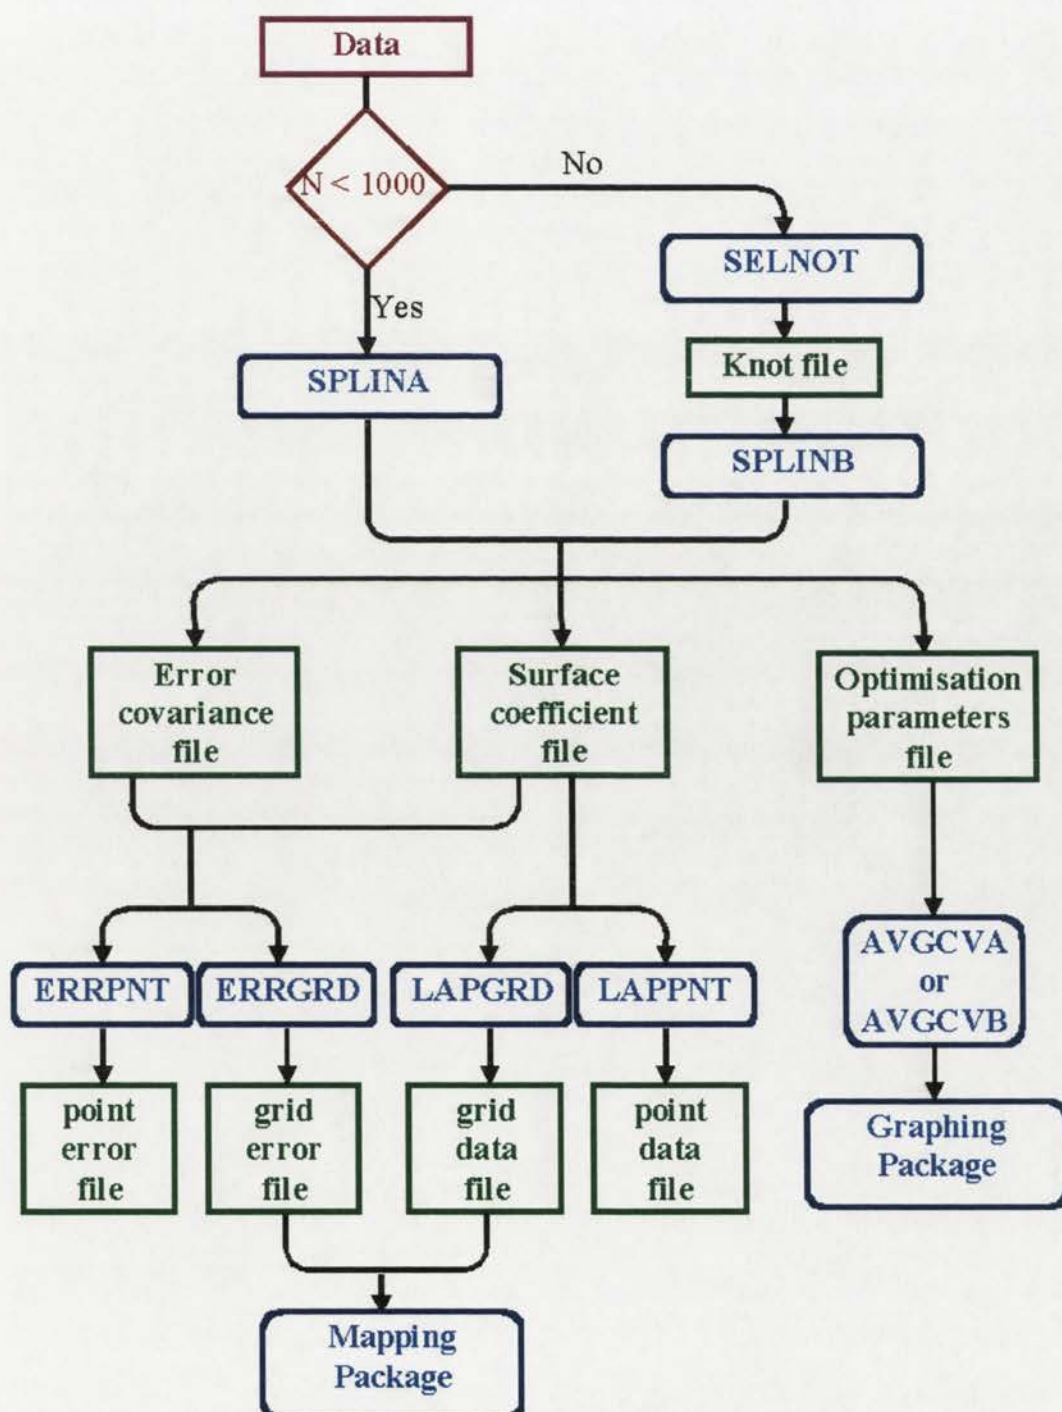 Data
N < 1000
No
Yes
SELNOT
Knot file
SPLINA
SPLINB
Error
covariance
file
Surface
coefficient
file
Optimisation
parameters
file
ERRPNT
ERRGRD
LAPGRD
LAPPNT
AVGCVA
or
AVGCVB
point
error
file
grid
error
file
grid
data
file
point
data
file
Graphing
Package
Mapping
Package